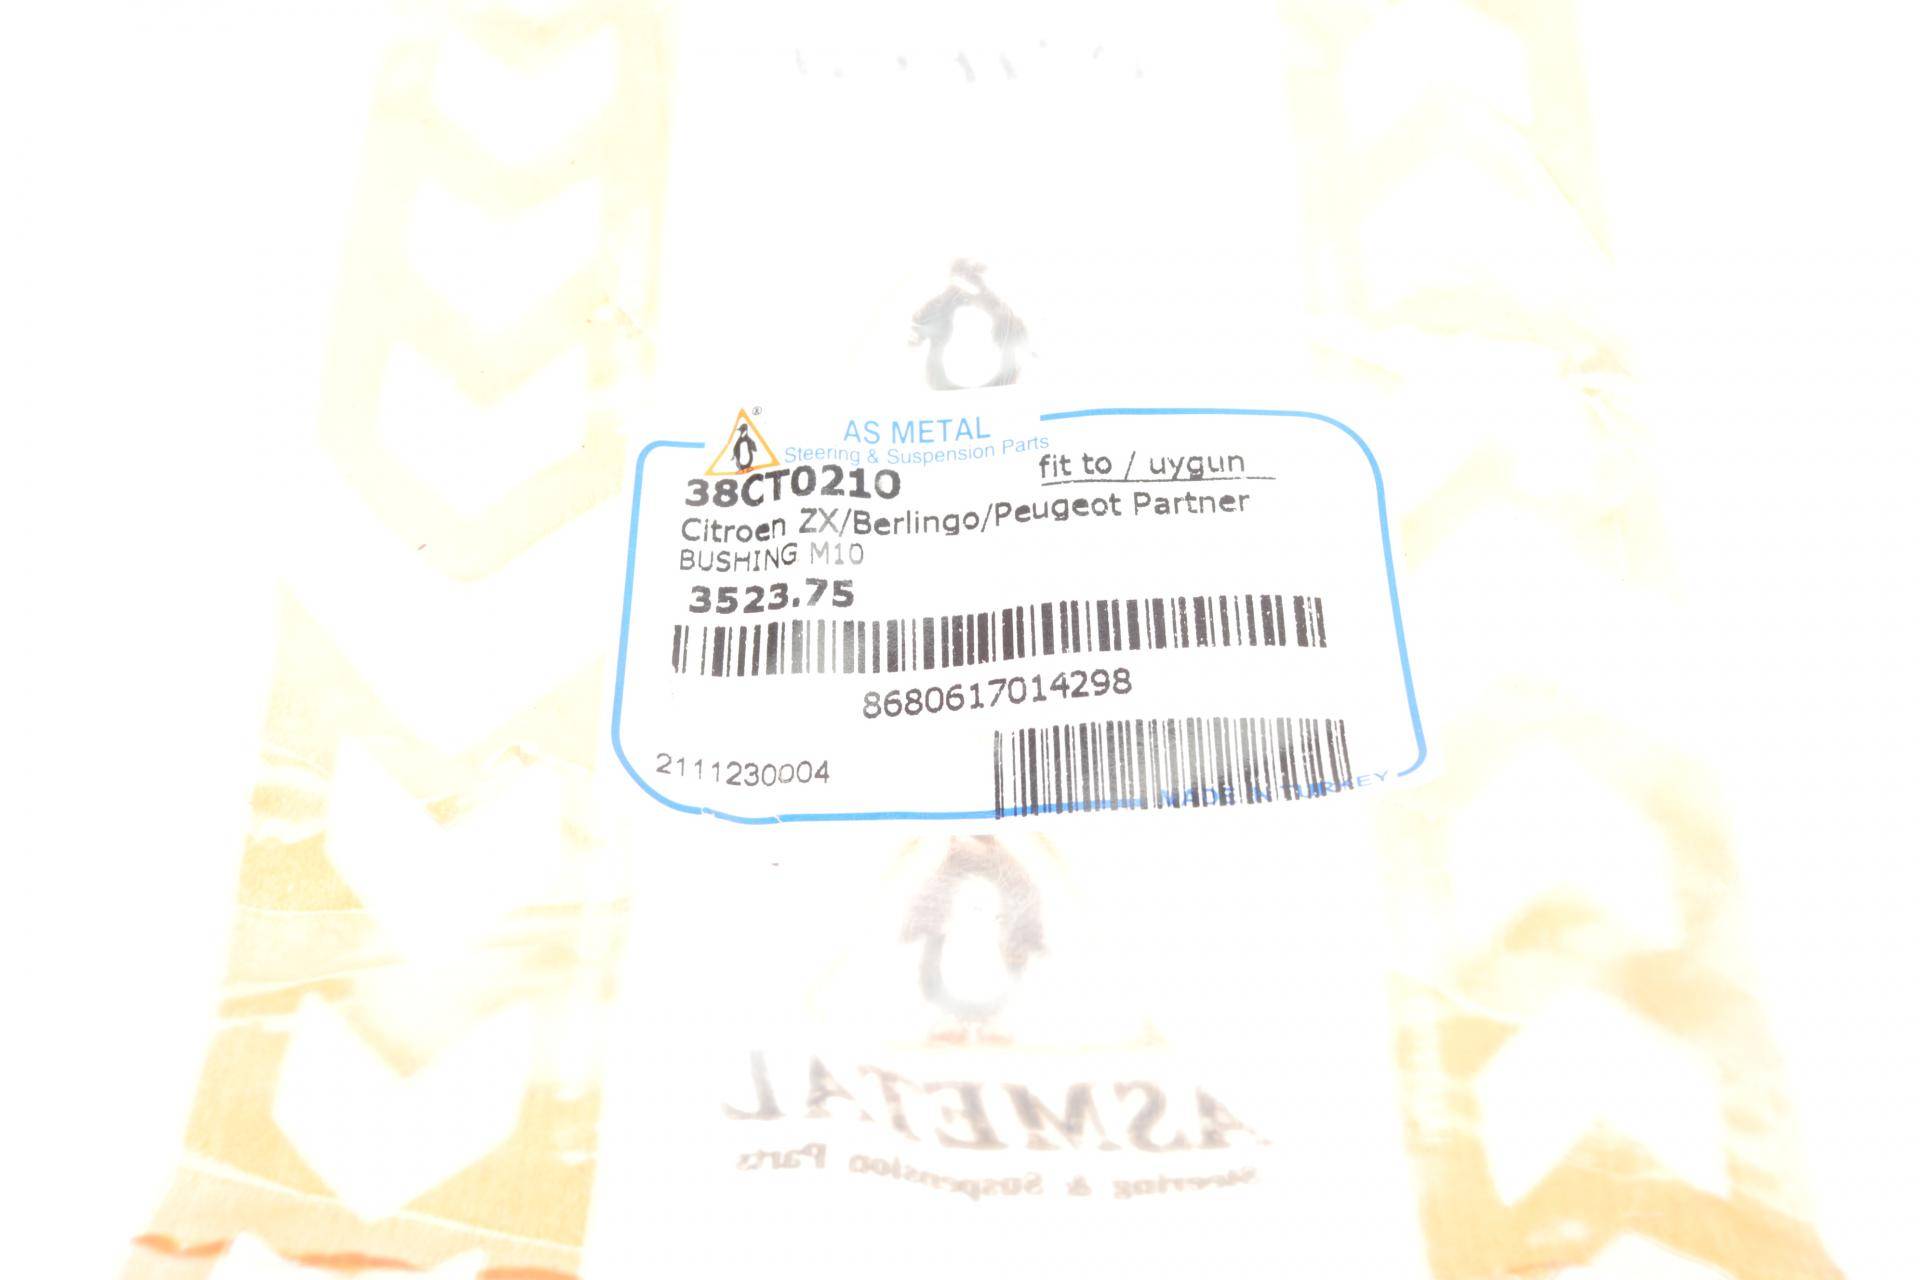 ®
AS METAL
Steering & Suspension Parts
fit to / uygun
38CT0210
Citroen ZX/Berlingo/Peugeot Partner
BUSHING M10
3523.75
8680617014298
2111230004
MADE IN TURKEY
ASMETAL
Steering & Suspension Parts